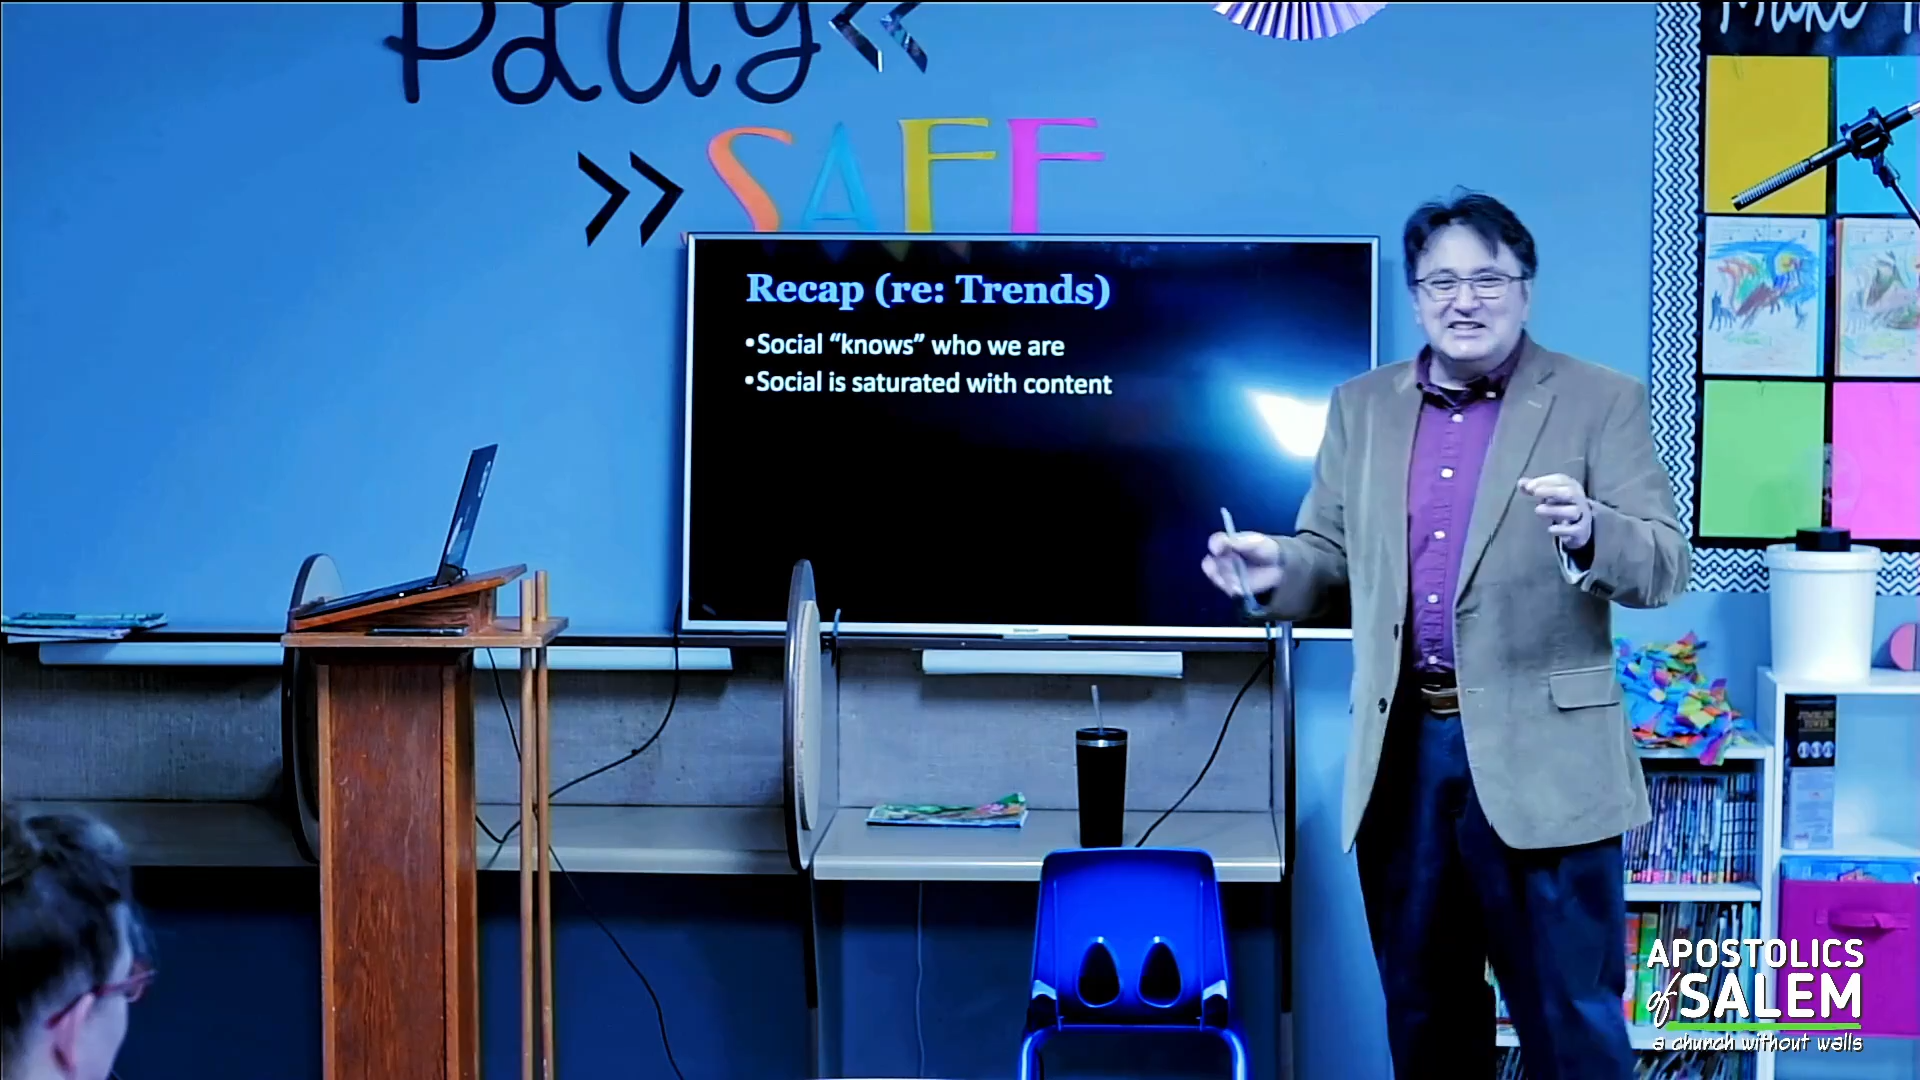 Play
SAFE
Make
Recap (re: Trends)
•Social “knows” who we are
•Social is saturated with content
APOSTOLICS
of SALEM
a church without walls